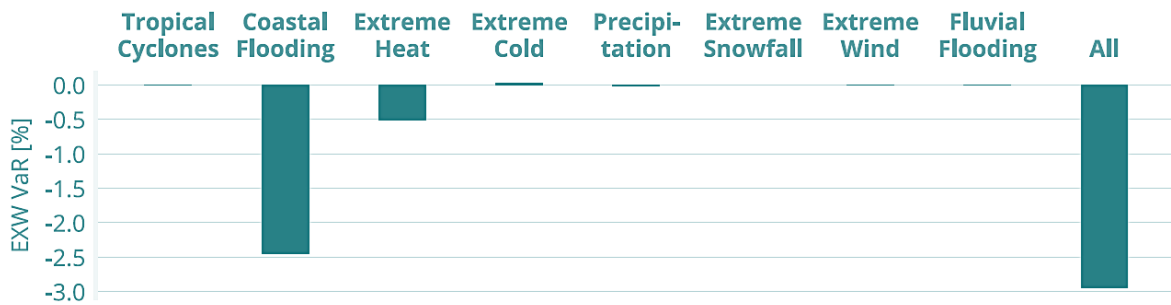 Tropical Cyclones
Coastal Flooding
Extreme Heat
Extreme Cold
Precipi-
tation
Extreme Snowfall
Extreme Wind
Fluvial Flooding
All
EXW VaR [%]
0.0
-0.5
-1.0
-1.5
-2.0
-2.5
-3.0